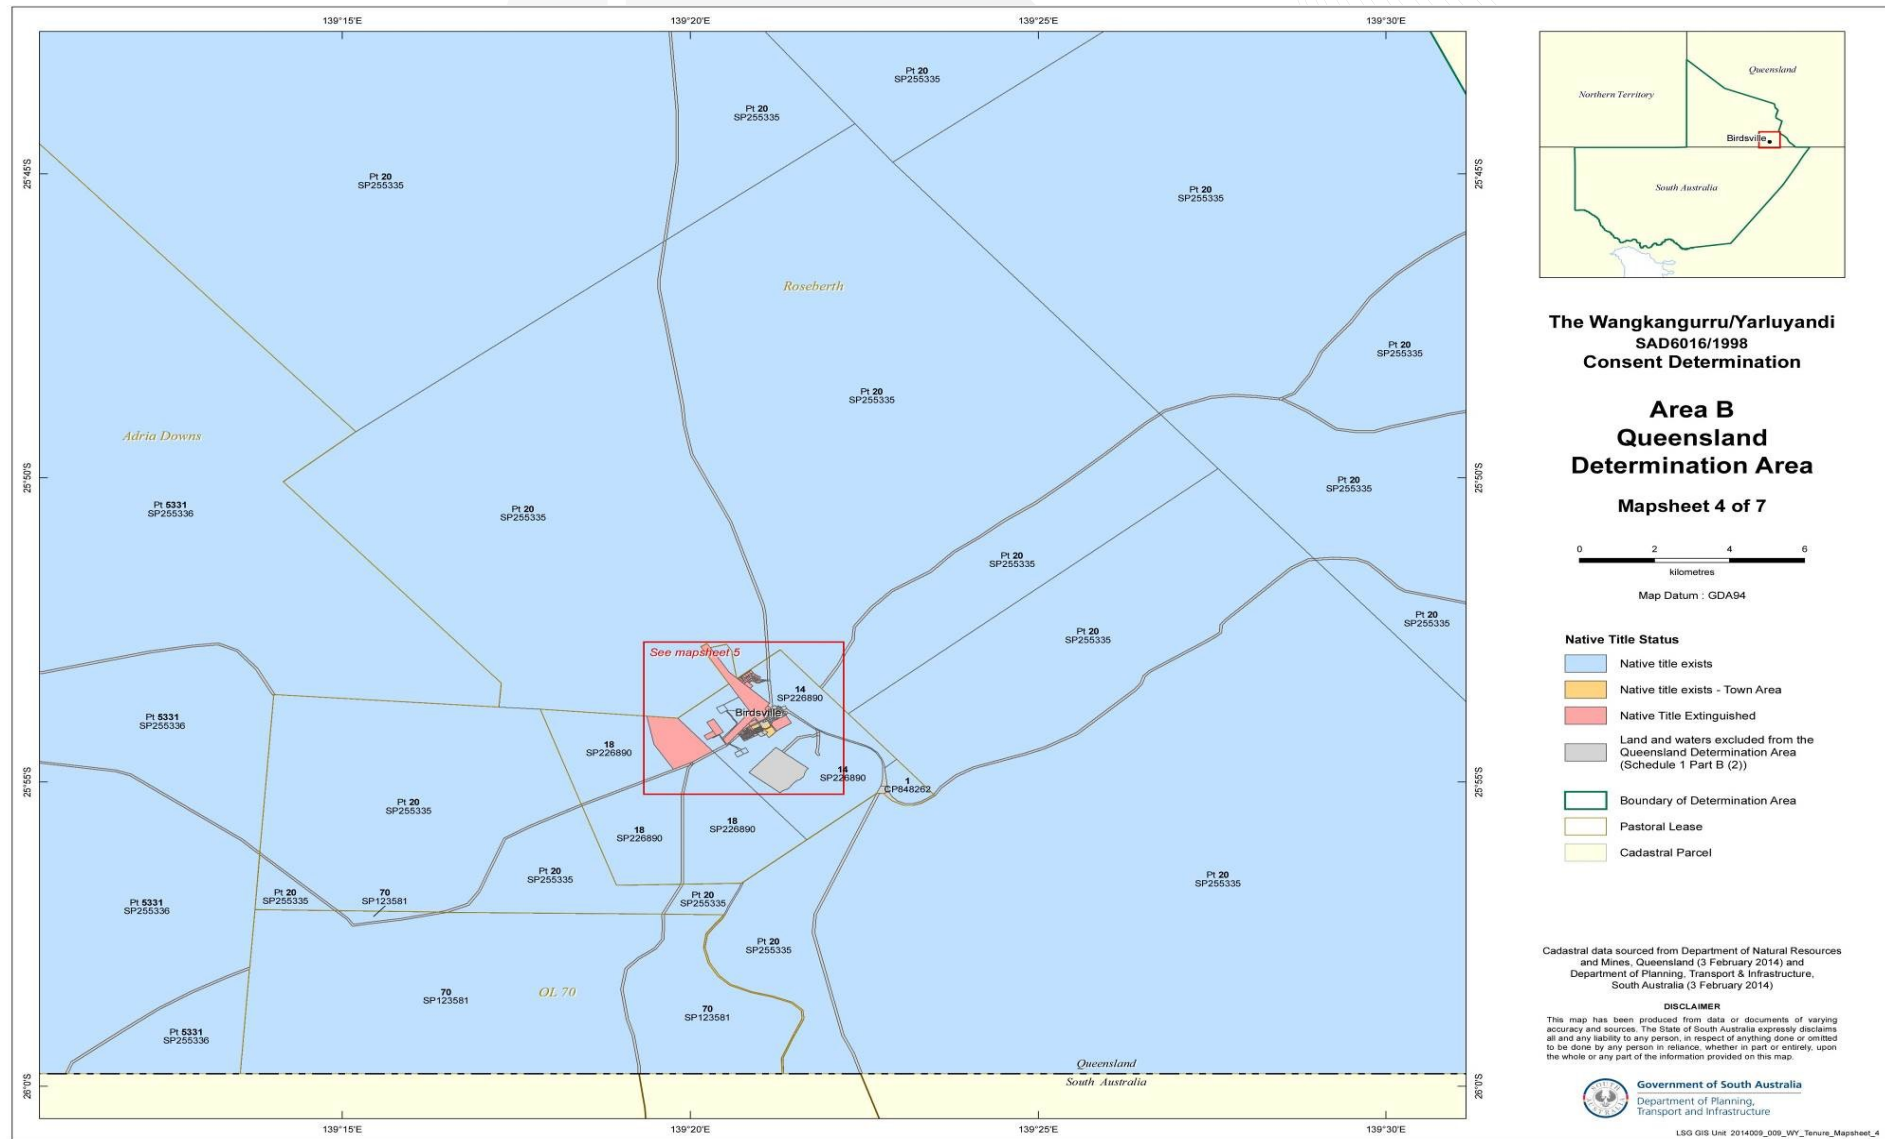 139°15'E
139°20'E
139°25'E
139°30'E
25°45'S
25°50'S
25°55'S
26°0'S
25°45'S
25°50'S
25°55'S
26°0'S
Pt 20
SP255335
Pt 20
SP255335
Pt 20
SP255335
Pt 20
SP255335
Roseberth
Pt 20
SP255335
Pt 20
SP255335
Adria Downs
Pt 5331
SP255336
Pt 20
SP255335
Pt 20
SP255335
Pt 20
SP255335
Pt 20
SP255335
Pt 20
SP255335
See mapsheet 5
14
SP226890
Birdsville
Pt 5331
SP255336
18
SP226890
14
SP226890
1
CP848262
Pt 20
SP255335
18
SP226890
18
SP226890
Pt 20
SP255335
Pt 20
SP255335
Pt 20
SP255335
70
SP123581
Pt 20
SP255335
Pt 5331
SP255336
Pt 20
SP255335
70
SP123581
OL 70
70
SP123581
Pt 5331
SP255336
Queensland
South Australia
139°15'E
139°20'E
139°25'E
139°30'E
Queensland
Northern Territory
Birdsville
South Australia
The Wangkangurru/Yarluyandi
SAD6016/1998
Consent Determination
Area B
Queensland
Determination Area
Mapsheet 4 of 7
0 2 4 6
kilometres
Map Datum : GDA94
Native Title Status
Native title exists
Native title exists - Town Area
Native Title Extinguished
Land and waters excluded from the
Queensland Determination Area
(Schedule 1 Part B (2))
Boundary of Determination Area
Pastoral Lease
Cadastral Parcel
Cadastral data sourced from Department of Natural Resources
and Mines, Queensland (3 February 2014) and
Department of Planning, Transport & Infrastructure,
South Australia (3 February 2014)
DISCLAIMER
This map has been produced from data or documents of varying
accuracy and sources. The State of South Australia expressly disclaims
all and any liability to any person, in respect of anything done or omitted
to be done by any person in reliance, whether in part or entirely, upon
the whole or any part of the information provided on this map.
SOUTH AUSTRALIA
Government of South Australia
Department of Planning,
Transport and Infrastructure
LSG GIS Unit 2014009_009_WY_Tenure_Mapsheet_4